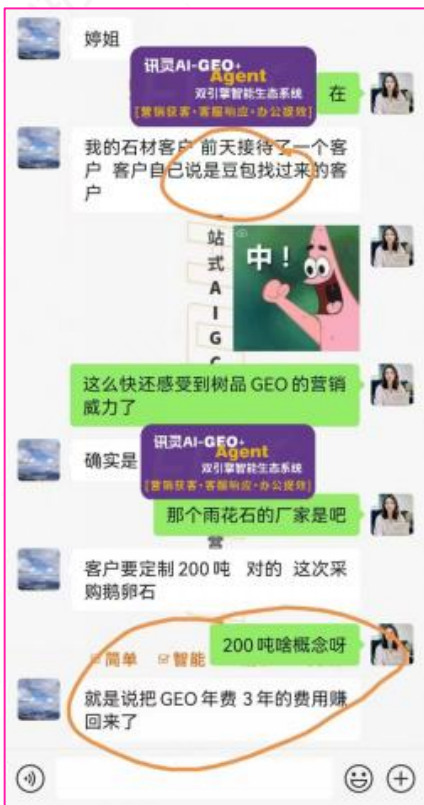 婷姐
讯灵AI-GEO+
Agent
双引擎智能生态系统
[营销获客·客服响应·办公提效]
在
我的石材客户 前天接待了一个客
户 客户自己说是豆包找过来的客
户
站
式
A
I
G
中!
这么快还感受到树品 GEO 的营销
威力了
讯灵AI-GEO+
Agent
双引擎智能生态系统
[营销获客·客服响应·办公提效]
确实是
那个雨花石的厂家是吧
营
客户要定制 200 吨 对的 这次采
购鹅卵石
200 吨啥概念呀
简单 智能
就是说把 GEO 年费 3 年的费用赚
回来了